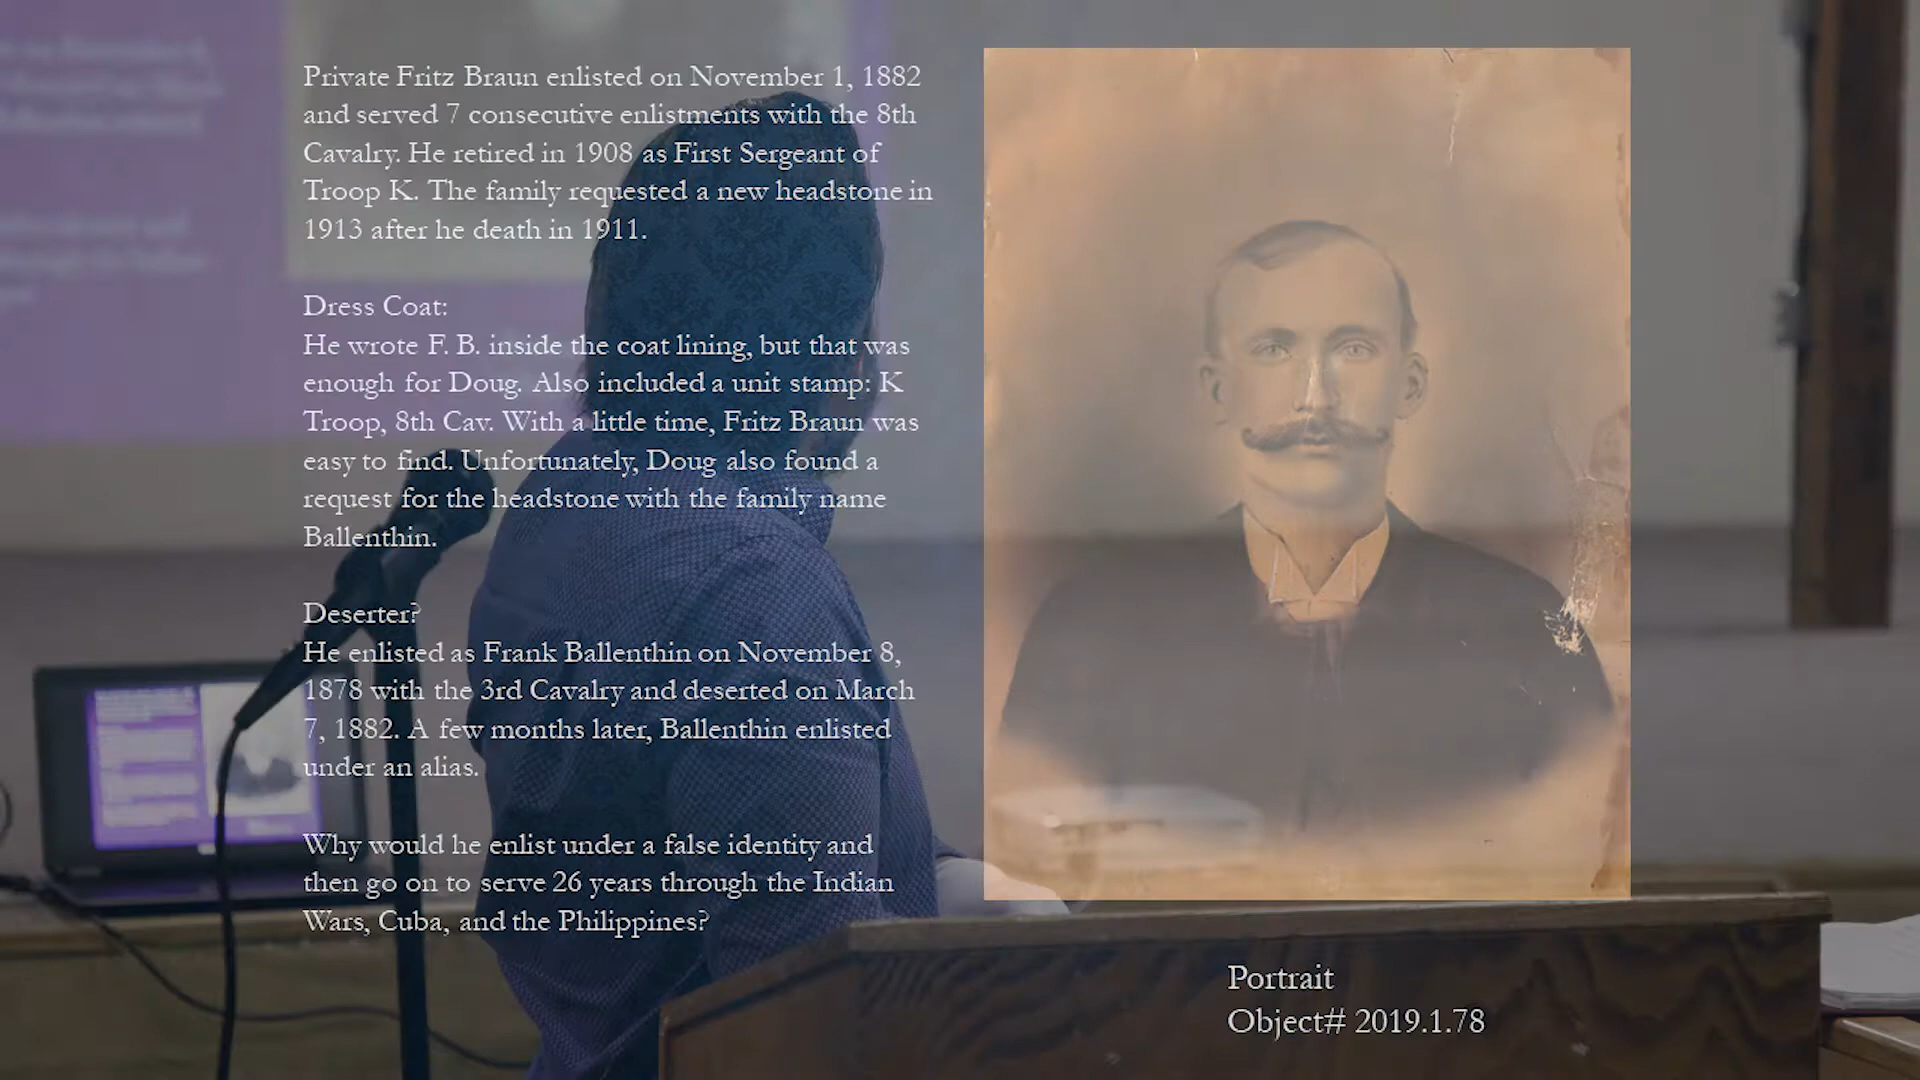 Private Fritz Braun enlisted on November 1, 1882
and served 7 consecutive enlistments with the 8th
Cavalry. He retired in 1908 as First Sergeant of
Troop K. The family requested a new headstone in
1913 after he death in 1911.
Dress Coat:
He wrote F. B. inside the coat lining, but that was
enough for Doug. Also included a unit stamp: K
Troop, 8th Cav. With a little time, Fritz Braun was
easy to find. Unfortunately, Doug also found a
request for the headstone with the family name
Ballenthin.
Deserter?
He enlisted as Frank Ballenthin on November 8,
1878 with the 3rd Cavalry and deserted on March
7, 1882. A few months later, Ballenthin enlisted
under an alias.
Why would he enlist under a false identity and
then go on to serve 26 years through the Indian
Wars, Cuba, and the Philippines?
Portrait
Object# 2019.1.78